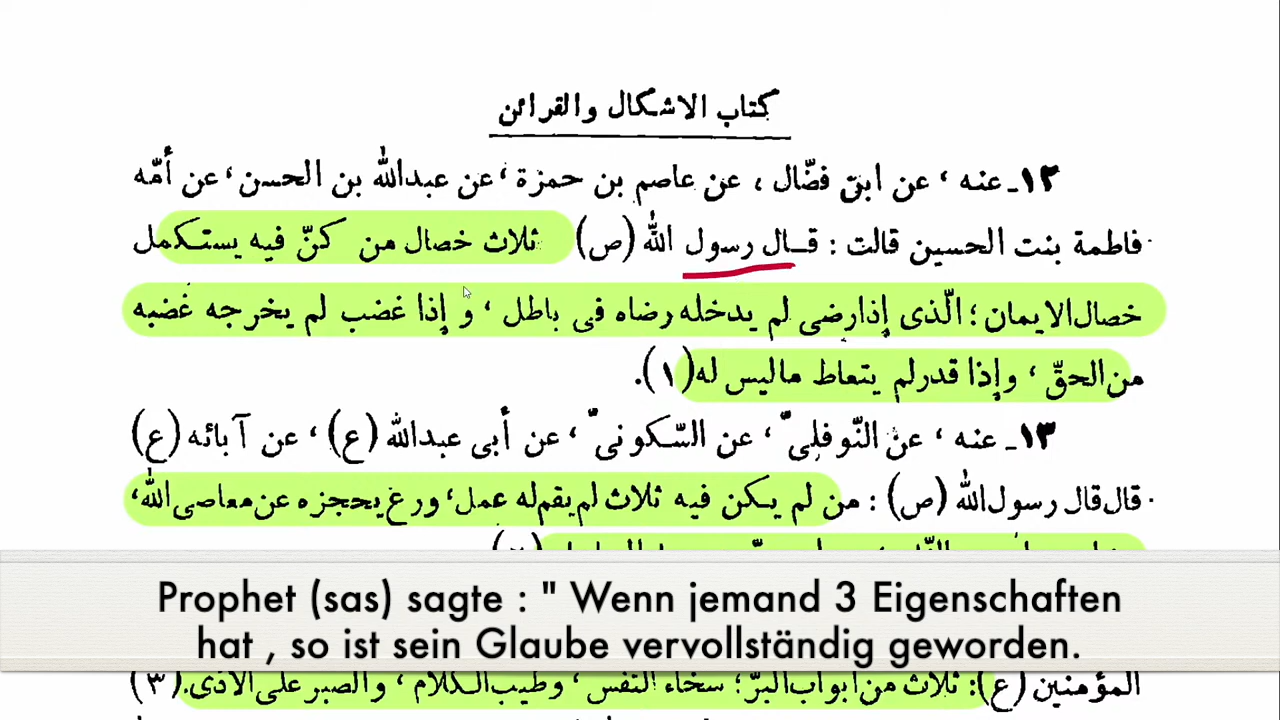 كتاب الاشكال والقرائن
١٢ـ عنه ، عن ابن فضّال ، عن عاصم بن حمزة ، عن عبدالله بن الحسن ، عن أمّه
فاطمة بنت الحسين قالت : قـال رسول الله (ص) ثلاث خصال من كنّ فيه يستكمل
خصال الايمان ؛ الّذى إذا رضى لم يدخله رضاه فى باطل ، و إذا غضب لم يخرجه غضبه
من الحقّ ، وإذا قدر لم يتعاط ماليس له (١).
١٣ـ عنه ، عن النّوفلىّ ، عن السّكونىّ ، عن أبى عبدالله (ع) ، عن آبائه (ع)
قال قال رسول الله (ص) : من لم يكن فيه ثلاث لم يقم له عمل، ورع يحجزه عن معاصى الله،
Prophet (sas) sagte : " Wenn jemand 3 Eigenschaften
hat , so ist sein Glaube vervollständig geworden.
المؤمنين (ع): ثلاث من أبواب البرّ؛ سخاء النّفس ، وطيب الكلام ، والصبر على الاذى. (٣)